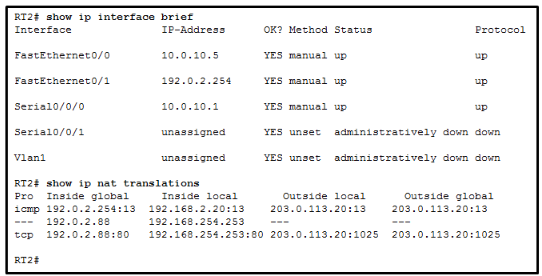 RT2# show ip interface brief
Interface IP-Address OK? Method Status Protocol
FastEthernet0/0 10.0.10.5 YES manual up up
FastEthernet0/1 192.0.2.254 YES manual up up
Serial0/0/0 10.0.10.1 YES manual up up
Serial0/0/1 unassigned YES unset administratively down down
Vlan1 unassigned YES unset administratively down down
RT2# show ip nat translations
Pro Inside global Inside local Outside local Outside global
icmp 192.0.2.254:13 192.168.2.20:13 203.0.113.20:13 203.0.113.20:13
--- 192.0.2.88 192.168.254.253 --- ---
tcp 192.0.2.88:80 192.168.254.253:80 203.0.113.20:1025 203.0.113.20:1025
RT2#